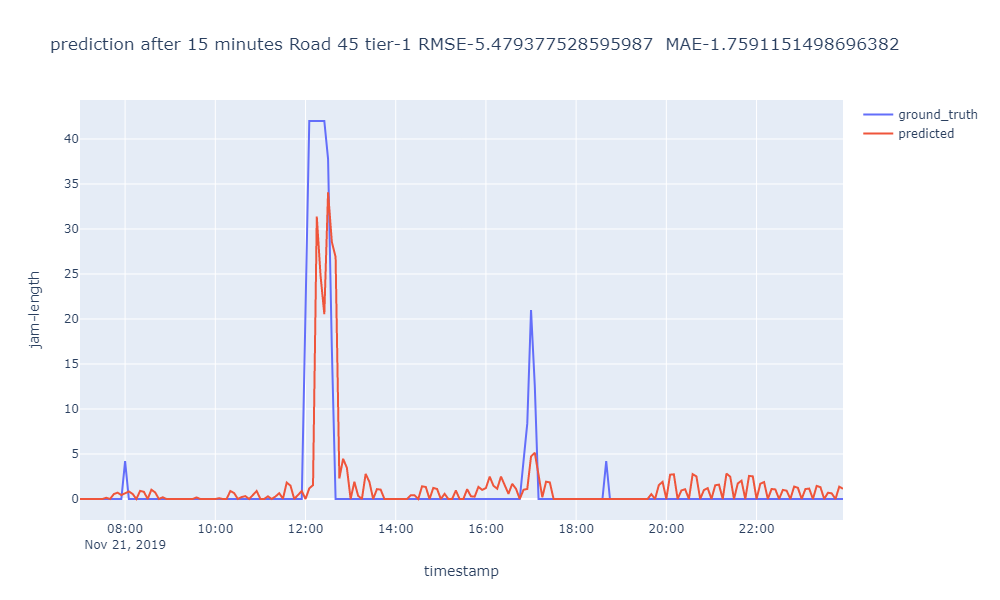 prediction after 15 minutes Road 45 tier-1 RMSE-5.479377528595987  MAE-1.7591151498696382
ground_truth
predicted
40
35
30
25
20
15
10
5
0
jam-length
08:00 10:00 12:00 14:00 16:00 18:00 20:00 22:00
Nov 21, 2019
timestamp